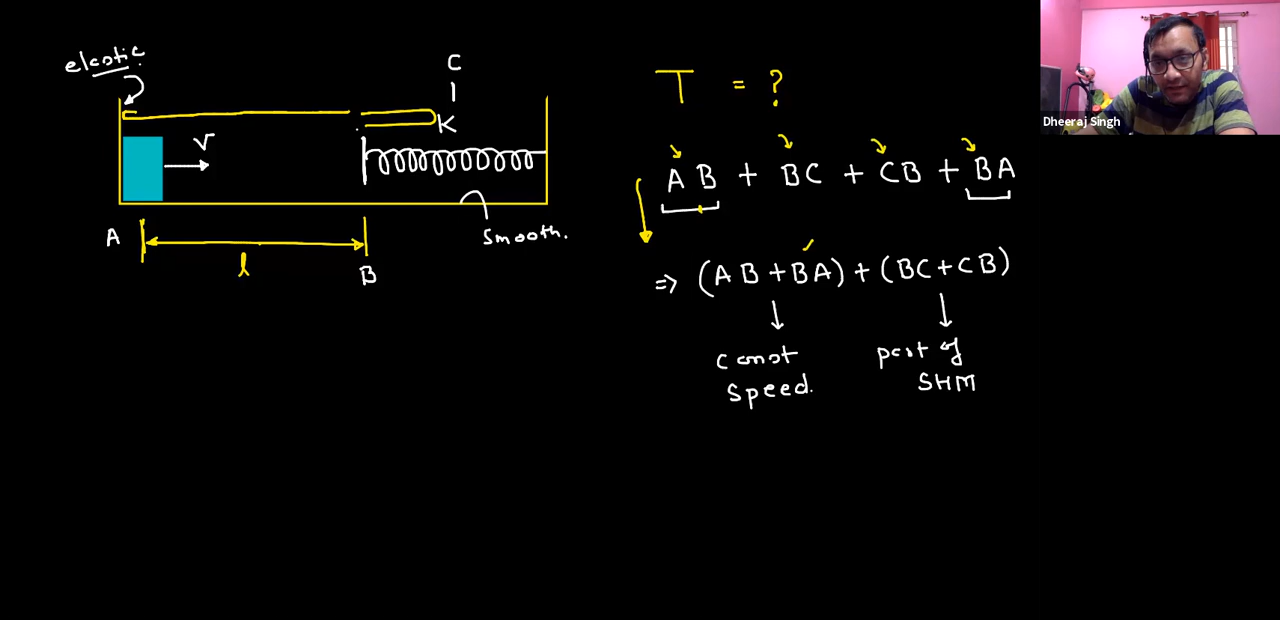 elastic
C
K
v
A
l
B
Smooth.
T = ?
AB + BC + CB + BA
⇒ (AB + BA) + (BC + CB)
const
speed.
part of
SHM
Dheeraj Singh